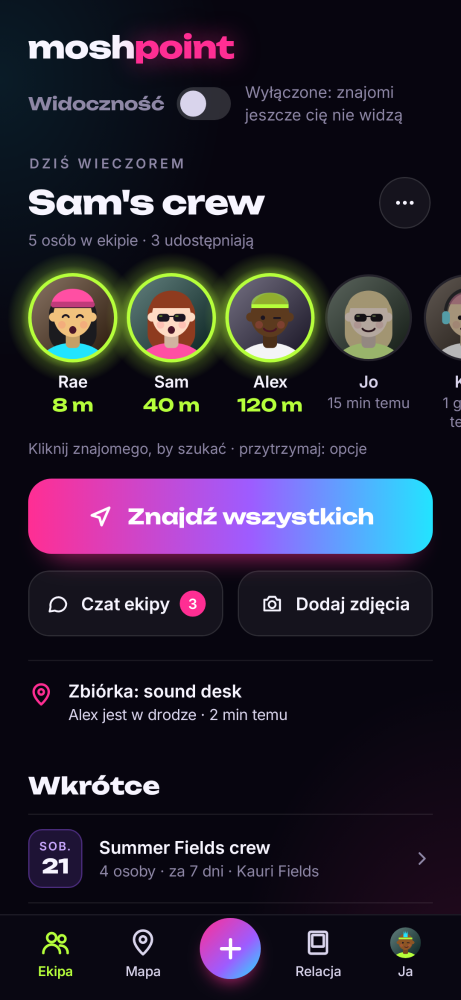 moshpoint
Widoczność
Wyłączone: znajomi
jeszcze cię nie widzą
DZIŚ WIECZOREM
Sam's crew
5 osób w ekipie · 3 udostępniają
Rae
Sam
Alex
Jo
K
8 m
40 m
120 m
15 min temu
1 g
te
Kliknij znajomego, by szukać · przytrzymaj: opcje
Znajdź wszystkich
Czat ekipy 3
Dodaj zdjęcia
Zbiórka: sound desk
Alex jest w drodze · 2 min temu
Wkrótce
SOB.
21
Summer Fields crew
4 osoby · za 7 dni · Kauri Fields
Ekipa
Mapa
Relacja
Ja